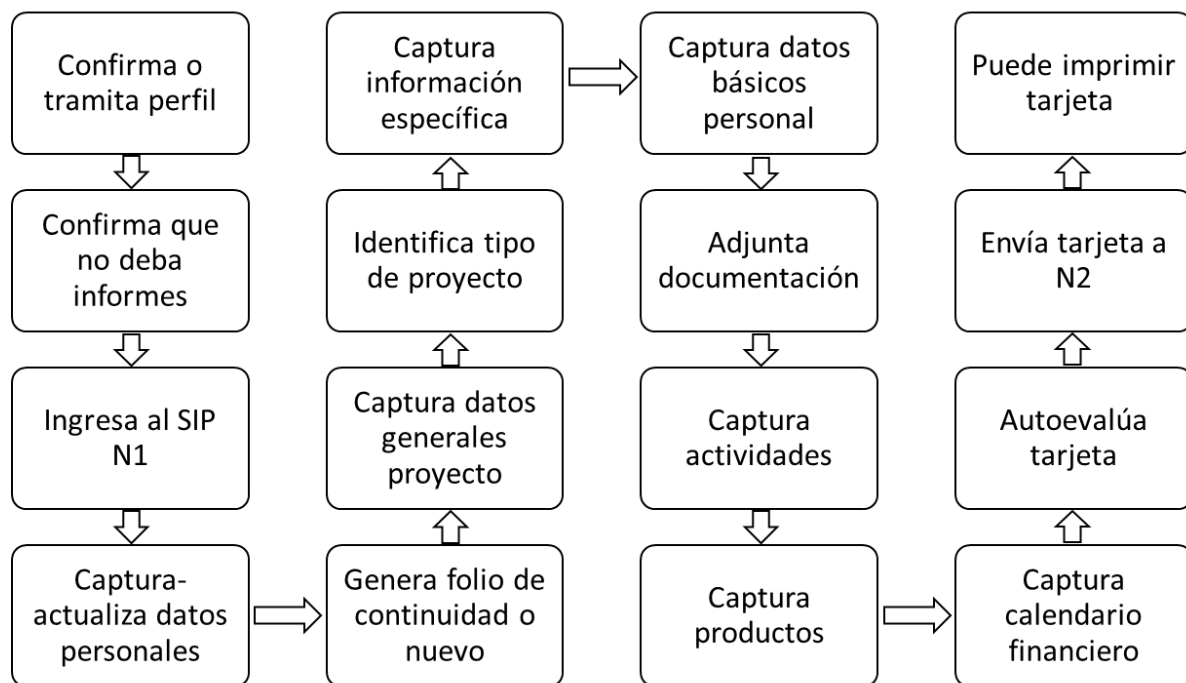 Confirma o
tramita perfil
Confirma que
no deba
informes
Ingresa al SIP
N1
Captura-
actualiza datos
personales
Genera folio de
continuidad o
nuevo
Captura datos
generales
proyecto
Identifica tipo
de proyecto
Captura
información
específica
Captura datos
básicos
personal
Adjunta
documentación
Captura
actividades
Captura
productos
Captura
calendario
financiero
Autoevalúa
tarjeta
Envía tarjeta a
N2
Puede imprimir
tarjeta